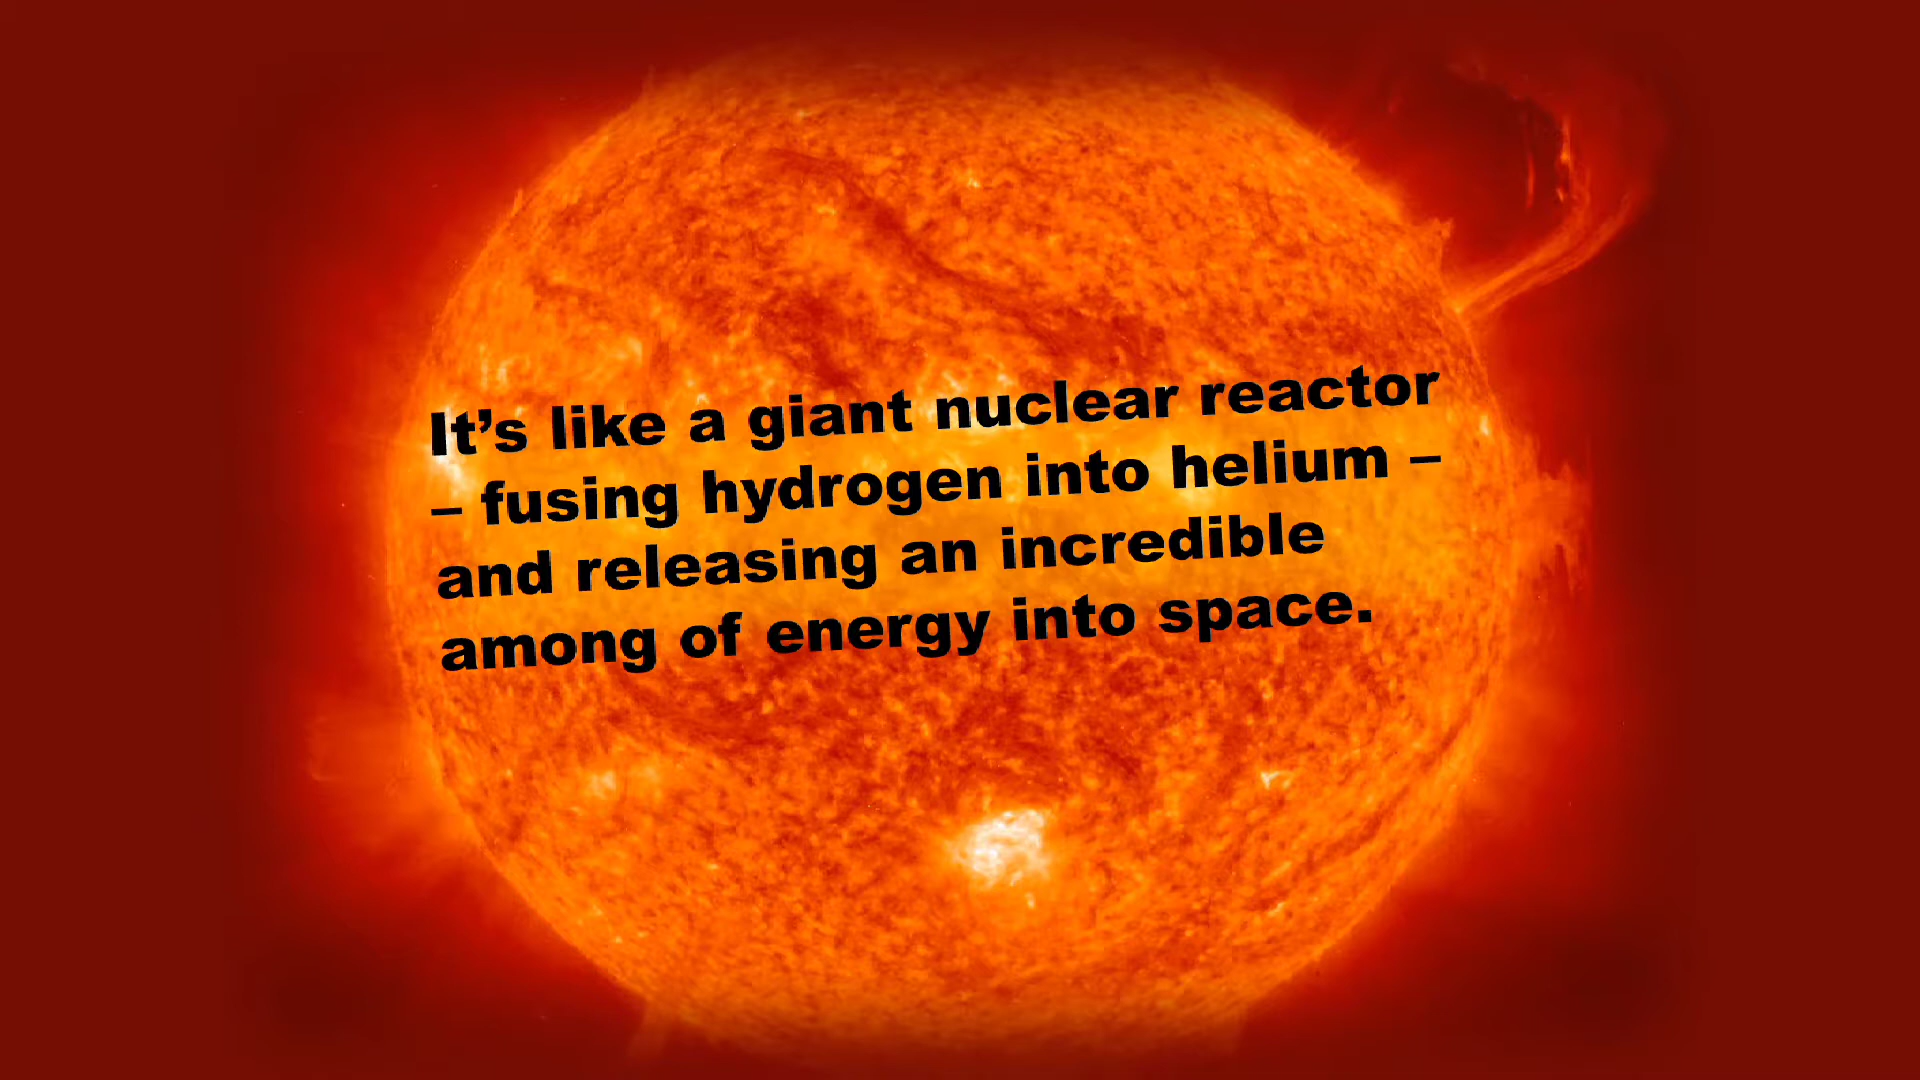 It’s like a giant nuclear reactor
– fusing hydrogen into helium –
and releasing an incredible
among of energy into space.